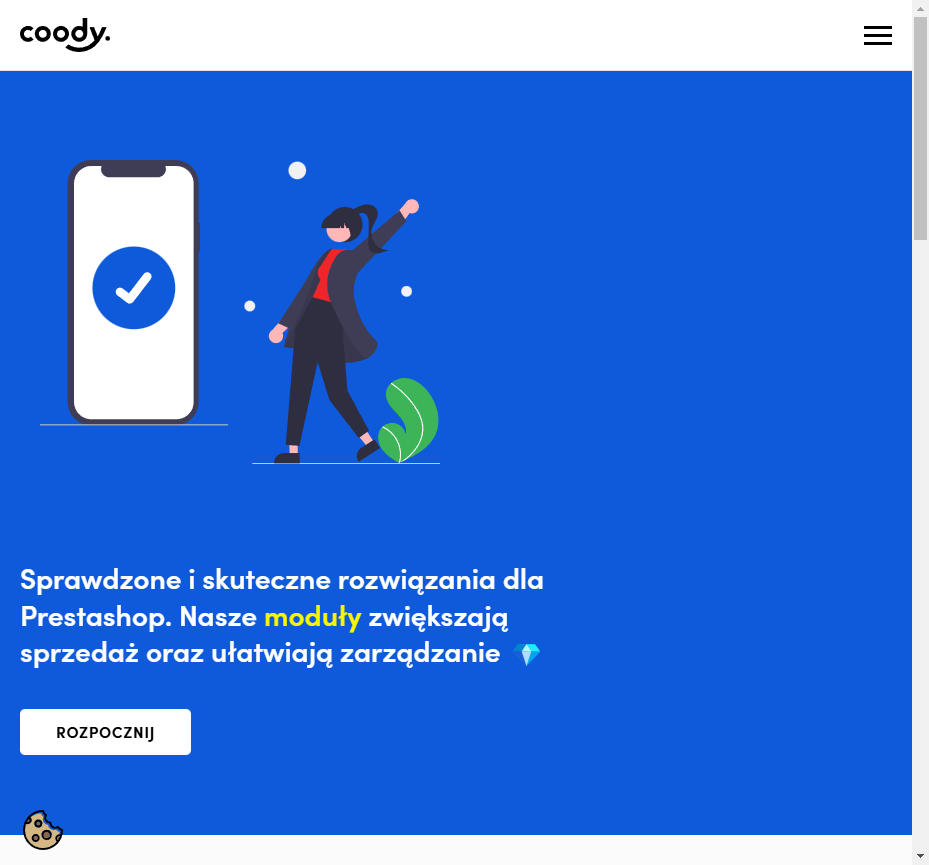 coody.
Sprawdzone i skuteczne rozwiązania dla
Prestashop. Nasze moduły zwiększają
sprzedaż oraz ułatwiają zarządzanie 💎
ROZPOCZNIJ